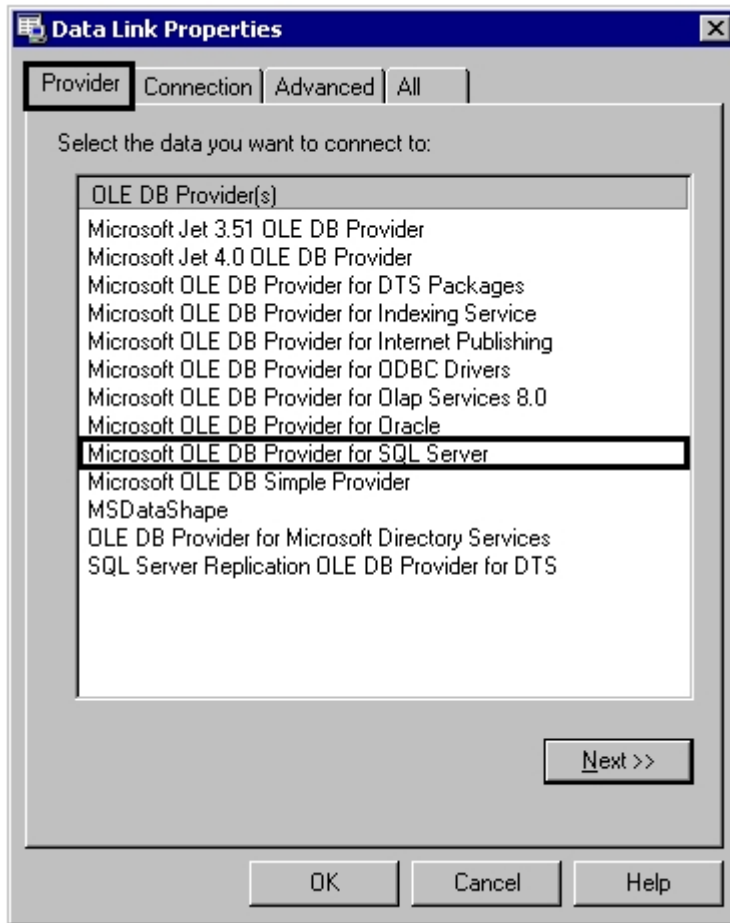 Data Link Properties
Provider Connection Advanced All
Select the data you want to connect to:
OLE DB Provider(s)
Microsoft Jet 3.51 OLE DB Provider
Microsoft Jet 4.0 OLE DB Provider
Microsoft OLE DB Provider for DTS Packages
Microsoft OLE DB Provider for Indexing Service
Microsoft OLE DB Provider for Internet Publishing
Microsoft OLE DB Provider for ODBC Drivers
Microsoft OLE DB Provider for Olap Services 8.0
Microsoft OLE DB Provider for Oracle
Microsoft OLE DB Provider for SQL Server
Microsoft OLE DB Simple Provider
MSDataShape
OLE DB Provider for Microsoft Directory Services
SQL Server Replication OLE DB Provider for DTS
Next >>
OK Cancel Help